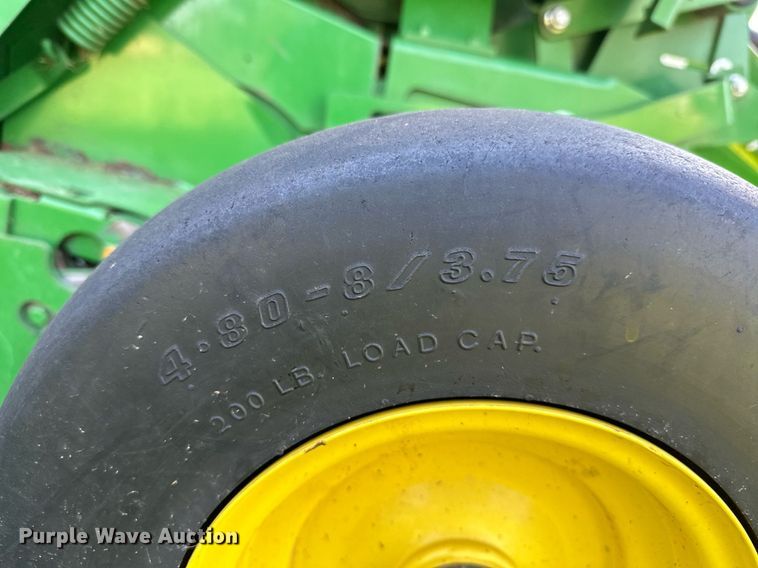 4.80-8/3.75
200 LB. LOAD CAP.
Purple Wave Auction®